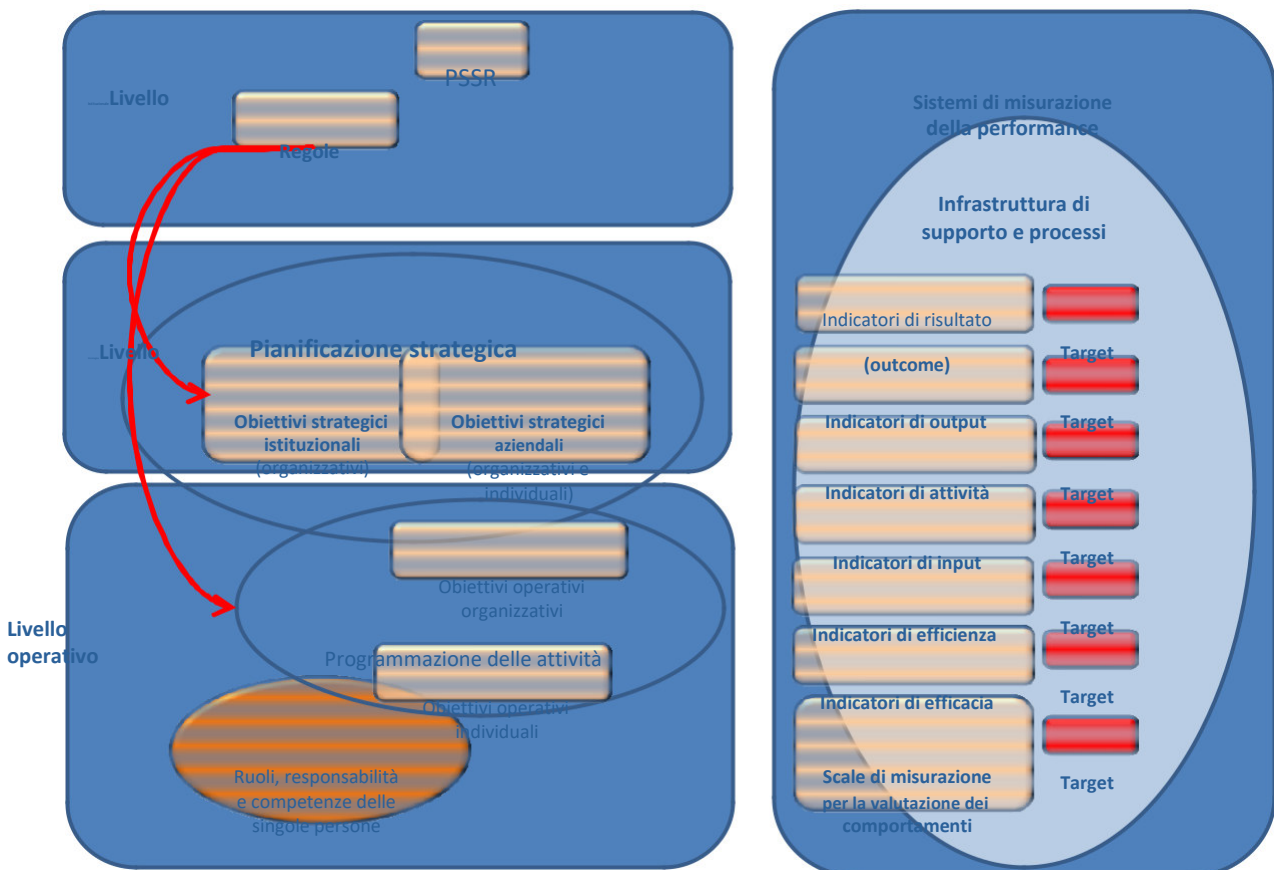 PSSR
Livello
Regole
Livello
Pianificazione strategica
Obiettivi strategici
istituzionali
(organizzativi)
Obiettivi strategici
aziendali
(organizzativi e
individuali)
Livello
operativo
Obiettivi operativi
organizzativi
Programmazione delle attività
Obiettivi operativi
individuali
Ruoli, responsabilità
e competenze delle
singole persone
Sistemi di misurazione
della performance
Infrastruttura di
supporto e processi
Indicatori di risultato
(outcome)
Target
Indicatori di output
Target
Indicatori di attività
Target
Indicatori di input
Target
Indicatori di efficienza
Target
Indicatori di efficacia
Target
Scale di misurazione
per la valutazione dei
comportamenti
Target